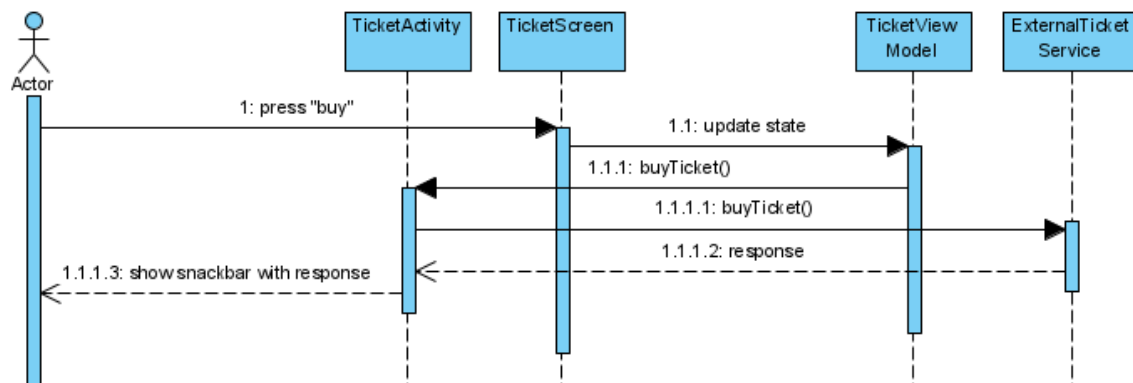 TicketActivity
TicketScreen
TicketView
Model
ExternalTicket
Service
Actor
1: press "buy"
1.1: update state
1.1.1: buyTicket()
1.1.1.1: buyTicket()
1.1.1.2: response
1.1.1.3: show snackbar with response